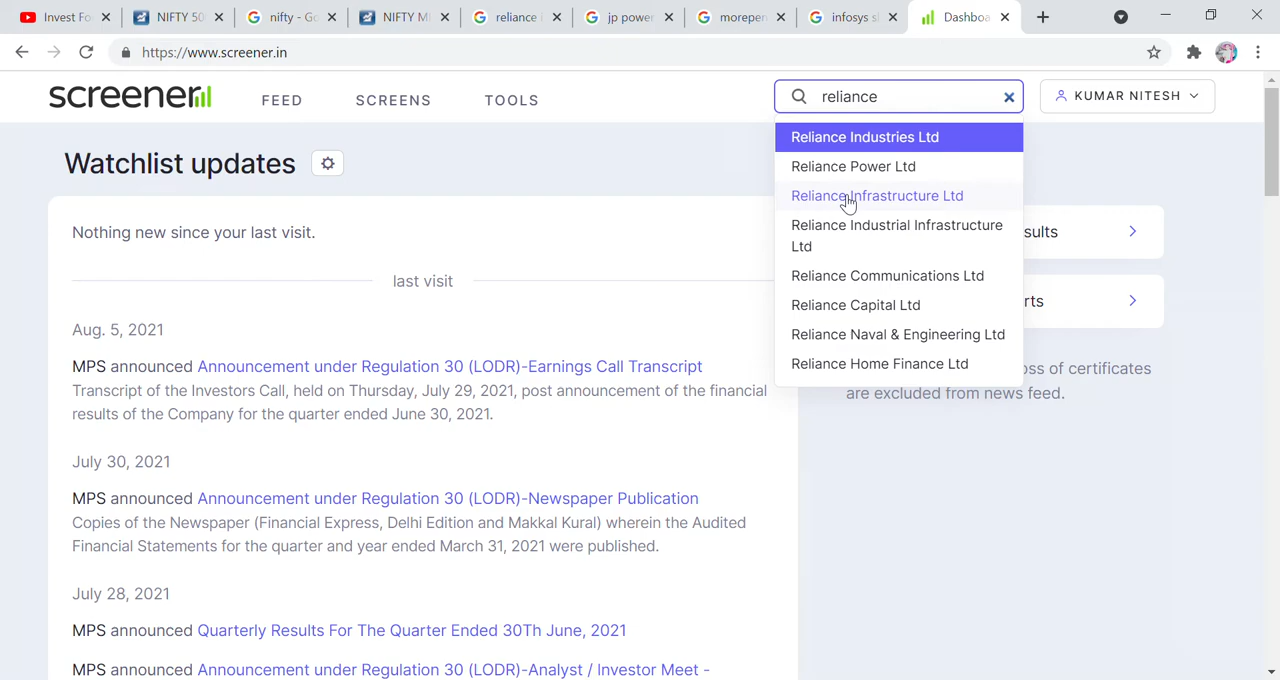 Invest Fo
NIFTY 50
nifty - Go
NIFTY MI
reliance
jp power
morepen
infosys s
Dashboa
https://www.screener.in
screener
FEED
SCREENS
TOOLS
reliance
KUMAR NITESH
Reliance Industries Ltd
Reliance Power Ltd
Reliance Infrastructure Ltd
Reliance Industrial Infrastructure
Ltd
Reliance Communications Ltd
Reliance Capital Ltd
Reliance Naval & Engineering Ltd
Reliance Home Finance Ltd
Watchlist updates
Nothing new since your last visit.
last visit
Aug. 5, 2021
MPS announced Announcement under Regulation 30 (LODR)-Earnings Call Transcript
Transcript of the Investors Call, held on Thursday, July 29, 2021, post announcement of the financial
results of the Company for the quarter ended June 30, 2021.
July 30, 2021
MPS announced Announcement under Regulation 30 (LODR)-Newspaper Publication
Copies of the Newspaper (Financial Express, Delhi Edition and Makkal Kural) wherein the Audited
Financial Statements for the quarter and year ended March 31, 2021 were published.
July 28, 2021
MPS announced Quarterly Results For The Quarter Ended 30Th June, 2021
MPS announced Announcement under Regulation 30 (LODR)-Analyst / Investor Meet -
sults
rts
oss of certificates
are excluded from news feed.